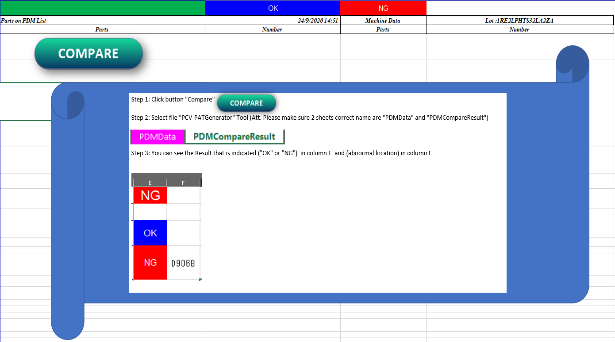 OK NG
Parts on PDM List 24/9/2020 14:51 Machine Data
Parts Number Parts Number
COMPARE
Step 1: Click button "Compare" COMPARE
Step 2: Select file "PCV-PATGenerator" Tool (Att. Please make sure 2 sheets correct name are "PDMData" and "PDMCompareResult")
PDMData PDMCompareResult
Step 3: You can see the Result that is indicated ("OK" or "NG") in column E and (abnormal location) in column F
E F
NG
OK
NG D906B